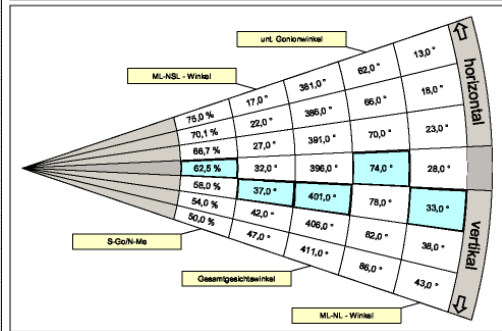 unt. Gonionwinkel
ML-NSL - Winkel
horizontal
75,0 % 17,0 ° 381,0 ° 62,0 ° 13,0 °
70,1 % 22,0 ° 386,0 ° 66,0 ° 18,0 °
66,7 % 27,0 ° 391,0 ° 70,0 ° 23,0 °
62,5 % 32,0 ° 396,0 ° 74,0 ° 28,0 °
58,0 % 37,0 ° 401,0 ° 78,0 ° 33,0 °
54,0 % 42,0 ° 406,0 ° 82,0 ° 38,0 °
50,0 % 47,0 ° 411,0 ° 86,0 ° 43,0 °
vertikal
S-Go/N-Me
Gesamtgesichtswinkel
ML-NL - Winkel